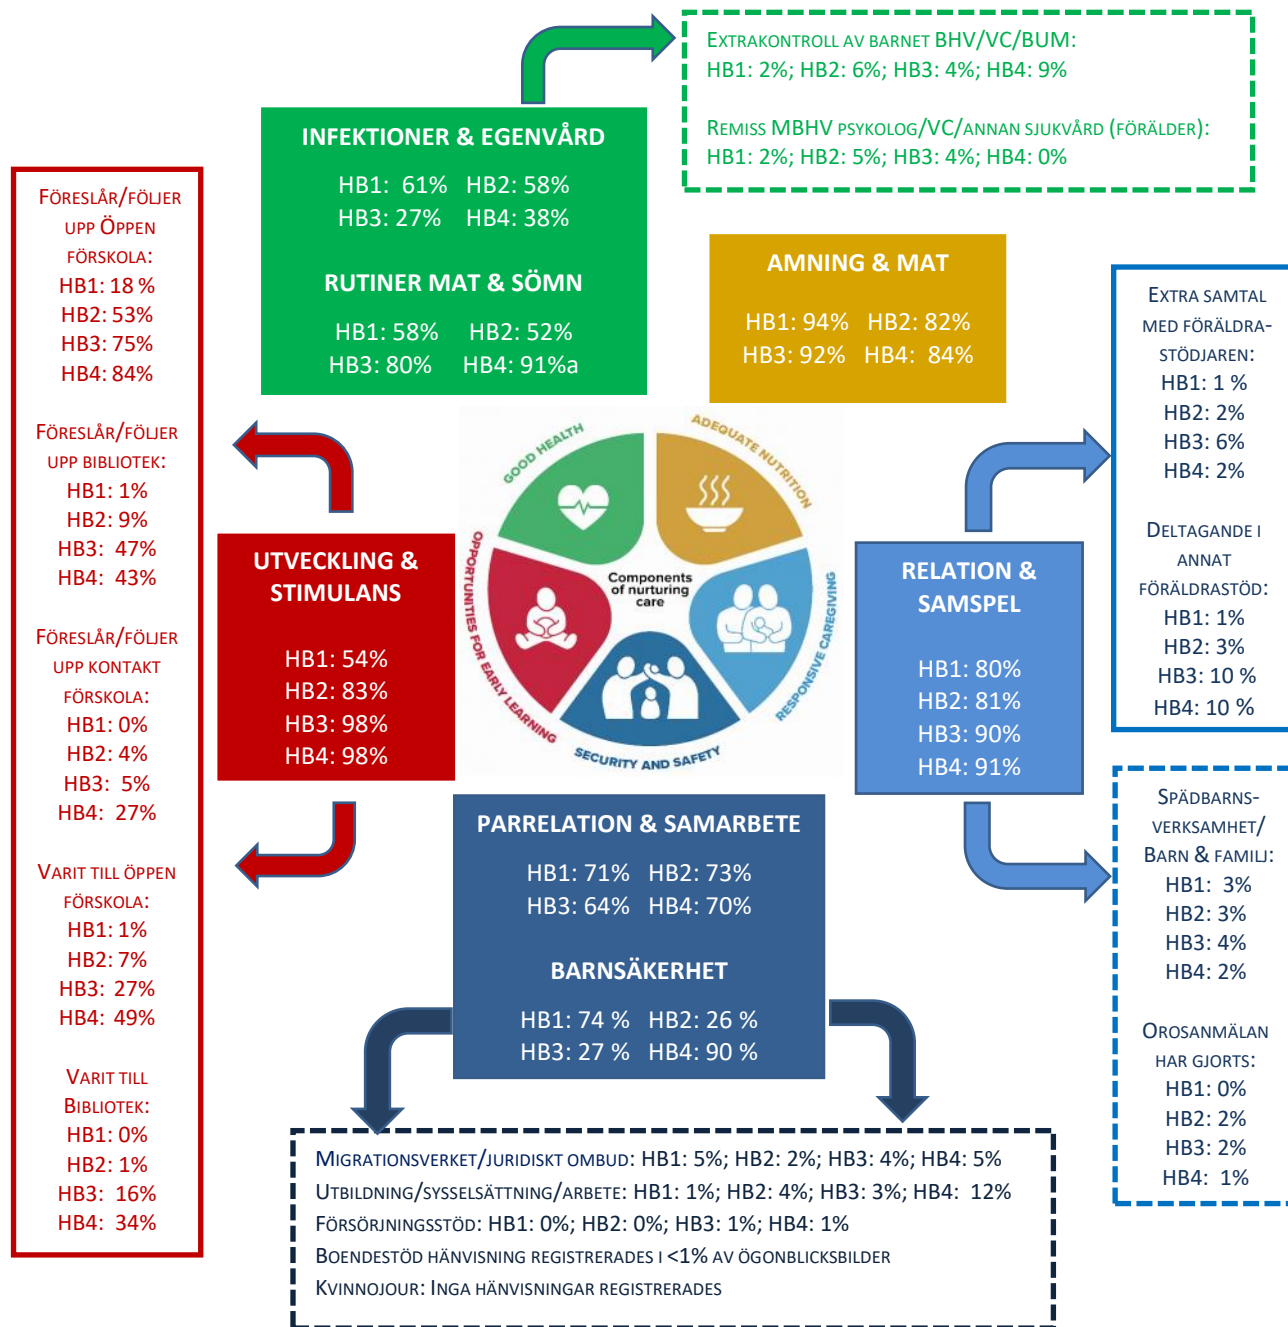 EXTRAKONTROLL AV BARNET BHV/VC/BUM:
HB1: 2%; HB2: 6%; HB3: 4%; HB4: 9%
REMISS MBHV PSYKOLOG/VC/ANNAN SJUKVÅRD (FÖRÄLDER):
HB1: 2%; HB2: 5%; HB3: 4%; HB4: 0%
INFEKTIONER & EGENVÅRD
HB1: 61% HB2: 58%
HB3: 27% HB4: 38%
RUTINER MAT & SÖMN
HB1: 58% HB2: 52%
HB3: 80% HB4: 91%a
AMNING & MAT
HB1: 94% HB2: 82%
HB3: 92% HB4: 84%
FÖRESLÅR/FÖLJER
UPP ÖPPEN
FÖRSKOLA:
HB1: 18 %
HB2: 53%
HB3: 75%
HB4: 84%
FÖRESLÅR/FÖLJER
UPP BIBLIOTEK:
HB1: 1%
HB2: 9%
HB3: 47%
HB4: 43%
FÖRESLÅR/FÖLJER
UPP KONTAKT
FÖRSKOLA:
HB1: 0%
HB2: 4%
HB3: 5%
HB4: 27%
VARIT TILL ÖPPEN
FÖRSKOLA:
HB1: 1%
HB2: 7%
HB3: 27%
HB4: 49%
VARIT TILL
BIBLIOTEK:
HB1: 0%
HB2: 1%
HB3: 16%
HB4: 34%
UTVECKLING &
STIMULANS
HB1: 54%
HB2: 83%
HB3: 98%
HB4: 98%
GOOD HEALTH
ADEQUATE NUTRITION
OPPORTUNITIES FOR EARLY LEARNING
RESPONSIVE CAREGIVING
SECURITY AND SAFETY
Components
of nurturing
care
RELATION &
SAMSPEL
HB1: 80%
HB2: 81%
HB3: 90%
HB4: 91%
EXTRA SAMTAL
MED FÖRÄLDRA-
STÖDJAREN:
HB1: 1 %
HB2: 2%
HB3: 6%
HB4: 2%
DELTAGANDE I
ANNAT
FÖRÄLDRASTÖD:
HB1: 1%
HB2: 3%
HB3: 10 %
HB4: 10 %
SPÄDBARNS-
VERKSAMHET/
BARN & FAMILJ:
HB1: 3%
HB2: 3%
HB3: 4%
HB4: 2%
OROSANMÄLAN
HAR GJORTS:
HB1: 0%
HB2: 2%
HB3: 2%
HB4: 1%
PARRELATION & SAMARBETE
HB1: 71% HB2: 73%
HB3: 64% HB4: 70%
BARNSÄKERHET
HB1: 74 % HB2: 26 %
HB3: 27 % HB4: 90 %
MIGRATIONSVERKET/JURIDISKT OMBUD: HB1: 5%; HB2: 2%; HB3: 4%; HB4: 5%
UTBILDNING/SYSSELSÄTTNING/ARBETE: HB1: 1%; HB2: 4%; HB3: 3%; HB4: 12%
FÖRSÖRJNINGSSTÖD: HB1: 0%; HB2: 0%; HB3: 1%; HB4: 1%
BOENDESTÖD HÄNVISNING REGISTRERADES I <1% AV ÖGONBLICKSBILDER
KVINNOJOUR: INGA HÄNVISNINGAR REGISTRERADES